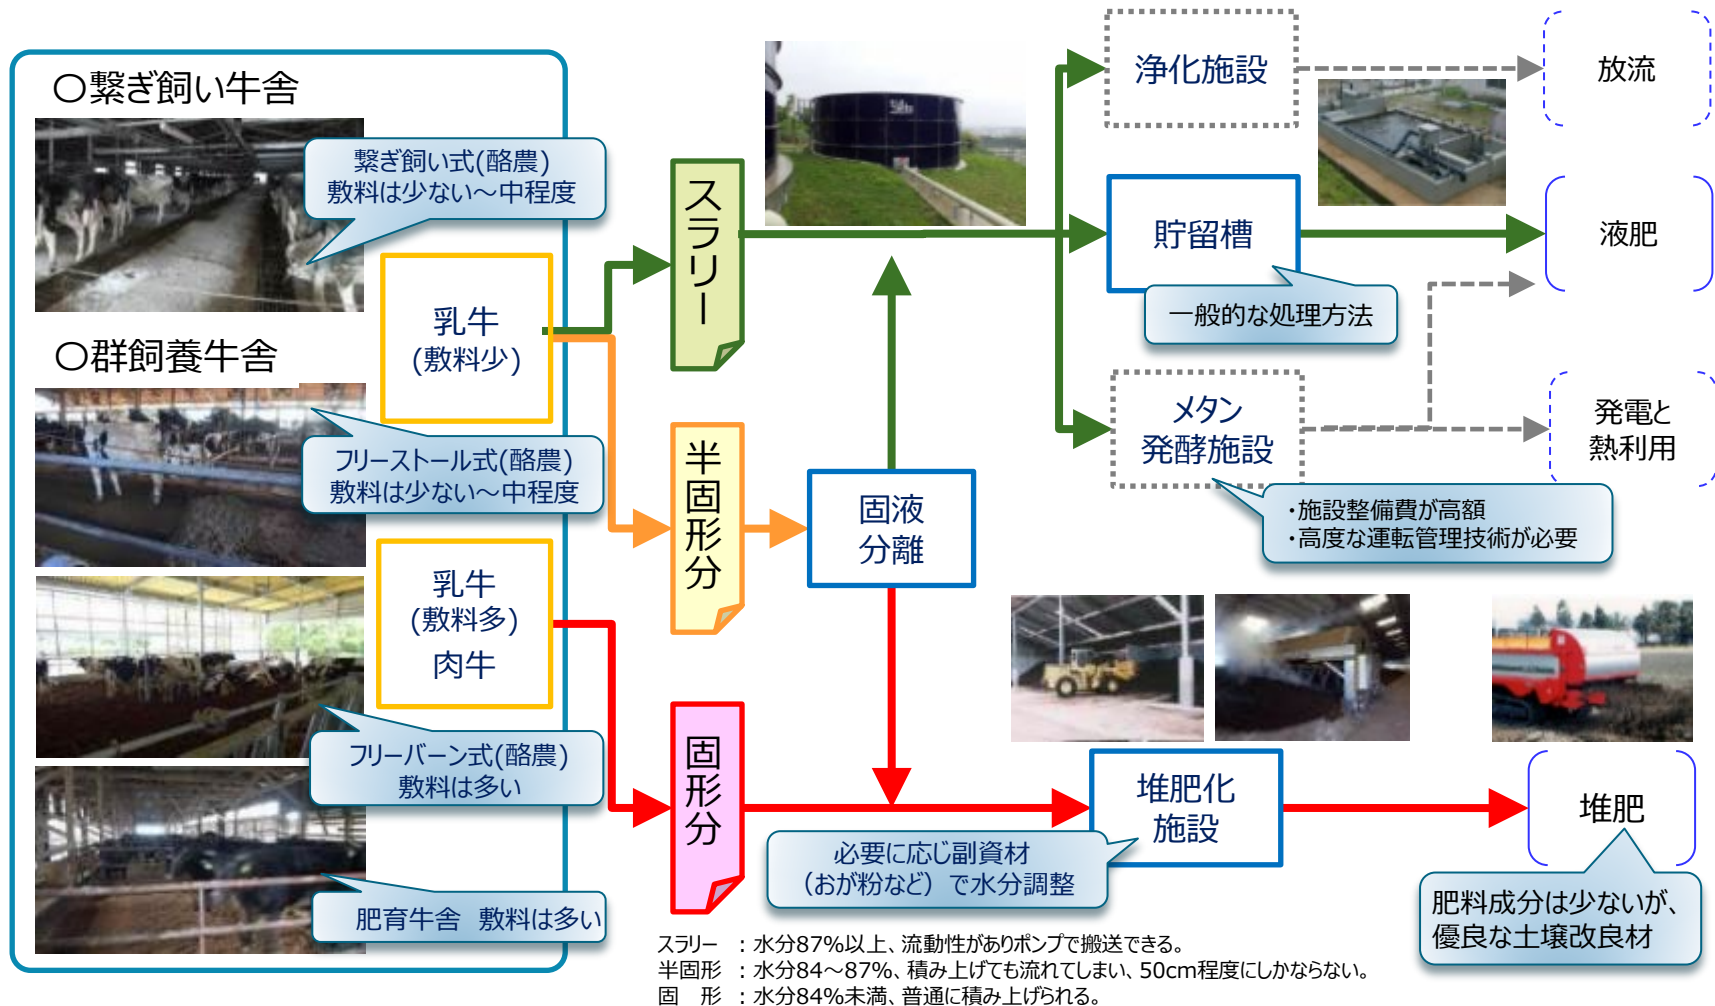 〇繋ぎ飼い牛舎
繋ぎ飼い式(酪農)
敷料は少ない～中程度
乳牛
(敷料少)
〇群飼養牛舎
フリーストール式(酪農)
敷料は少ない～中程度
乳牛
(敷料多)
肉牛
フリーバーン式(酪農)
敷料は多い
肥育牛舎 敷料は多い
スラリー
半固形分
固形分
固液
分離
浄化施設
放流
貯留槽
液肥
一般的な処理方法
メタン
発酵施設
発電と
熱利用
・施設整備費が高額
・高度な運転管理技術が必要
堆肥化
施設
堆肥
必要に応じ副資材
（おが粉など）で水分調整
肥料成分は少ないが、
優良な土壌改良材
スラリー ：水分87%以上、流動性がありポンプで搬送できる。
半固形 ：水分84～87%、積み上げても流れてしまい、50cm程度にしかならない。
固 形 ：水分84%未満、普通に積み上げられる。